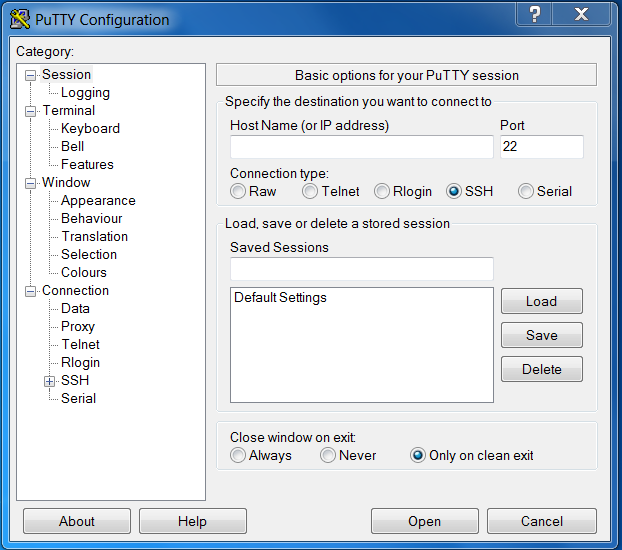 PuTTY Configuration
Category:
Session
Logging
Terminal
Keyboard
Bell
Features
Window
Appearance
Behaviour
Translation
Selection
Colours
Connection
Data
Proxy
Telnet
Rlogin
SSH
Serial
Basic options for your PuTTY session
Specify the destination you want to connect to
Host Name (or IP address) Port
22
Connection type:
Raw Telnet Rlogin SSH Serial
Load, save or delete a stored session
Saved Sessions
Default Settings
Load
Save
Delete
Close window on exit:
Always Never Only on clean exit
About Help Open Cancel